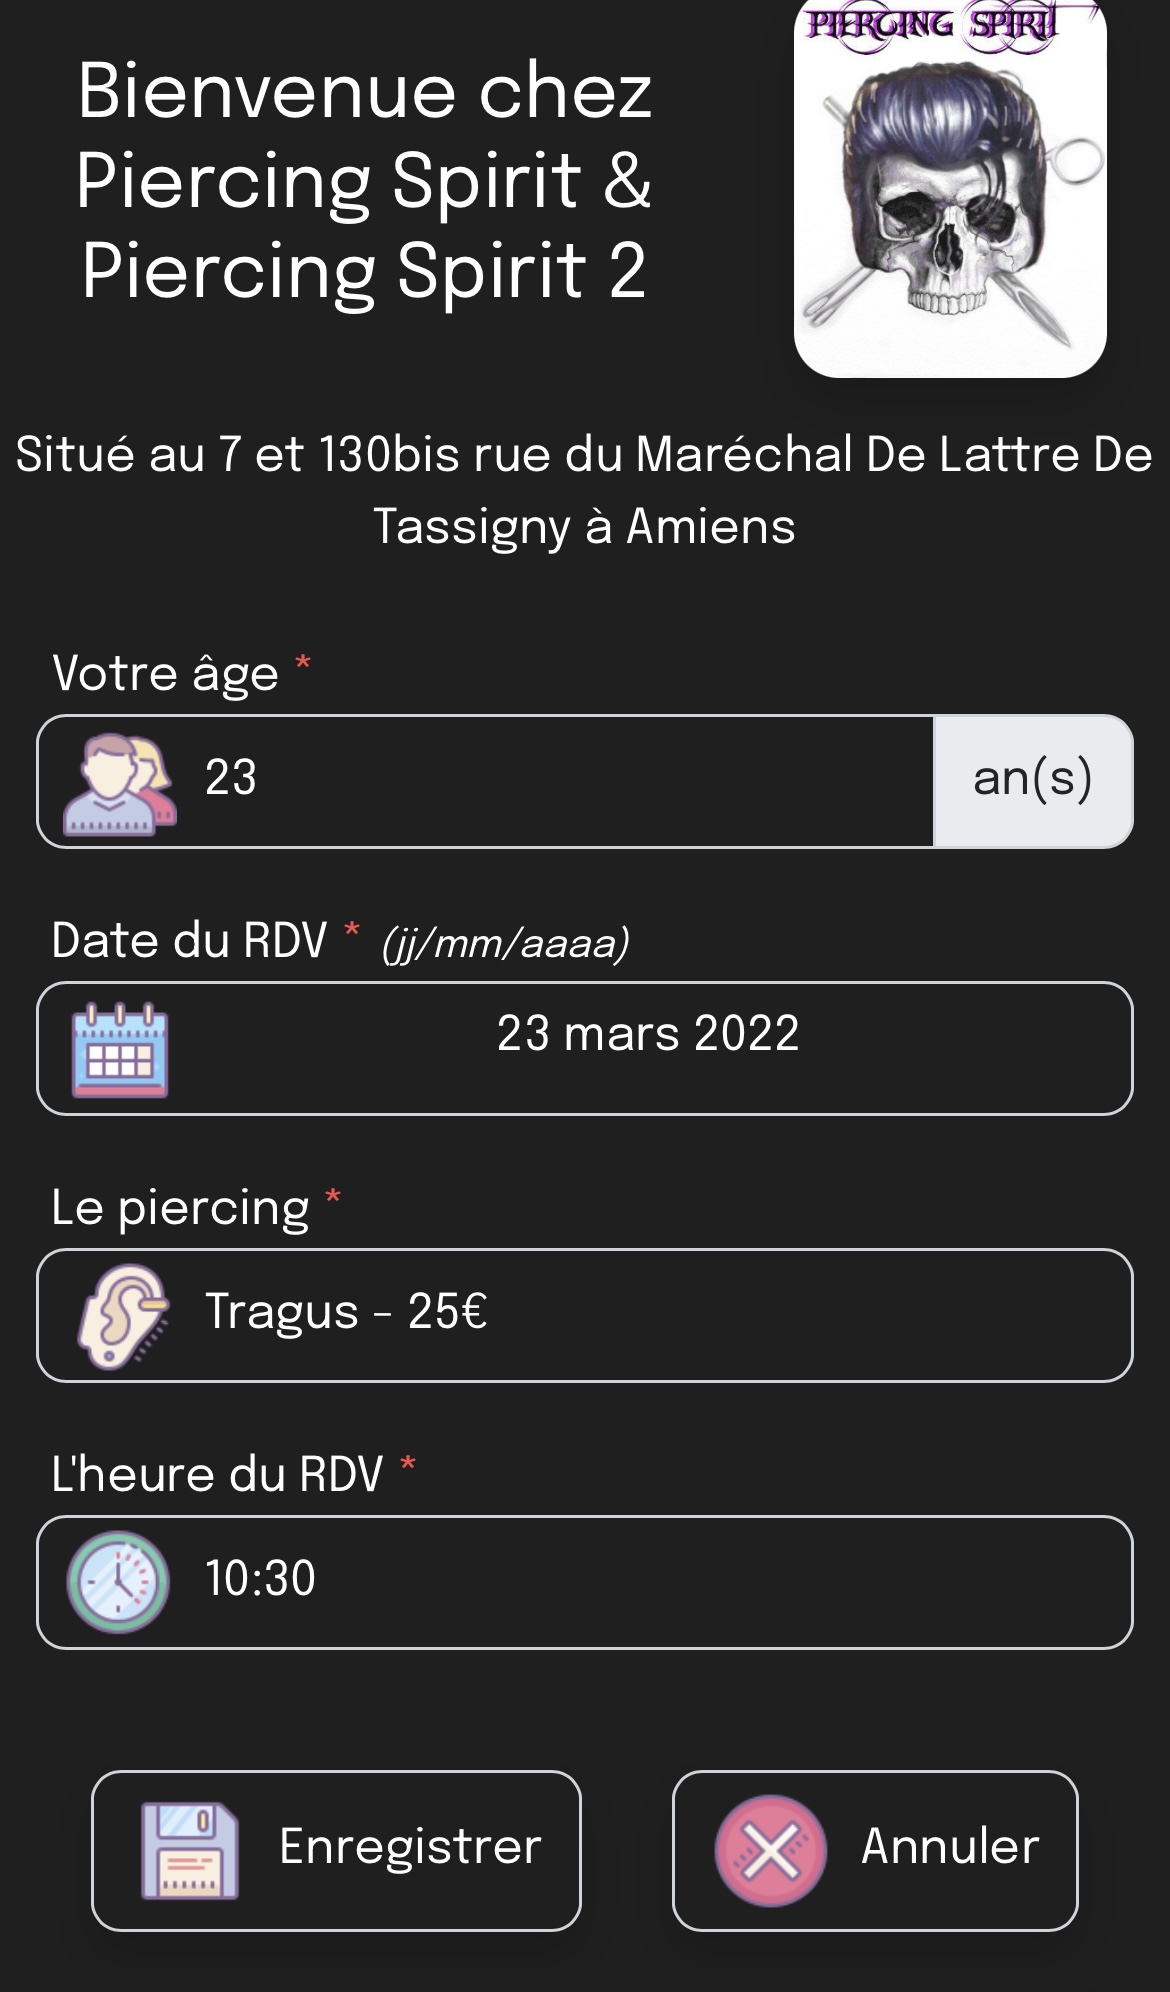 PIERCING SPIRIT
Bienvenue chez
Piercing Spirit &
Piercing Spirit 2
Situé au 7 et 130bis rue du Maréchal De Lattre De
Tassigny à Amiens
Votre âge *
23 an(s)
Date du RDV * (jj/mm/aaaa)
23 mars 2022
Le piercing *
Tragus - 25€
L'heure du RDV *
10:30
Enregistrer Annuler